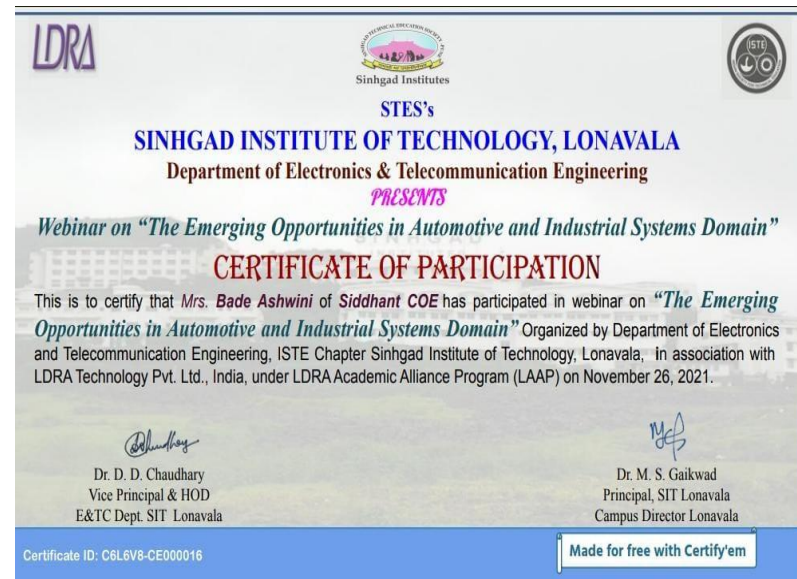 LDRA
ISTE
Sinhgad Institutes
STES's
SINHGAD INSTITUTE OF TECHNOLOGY, LONAVALA
Department of Electronics & Telecommunication Engineering
PRESENTS
Webinar on "The Emerging Opportunities in Automotive and Industrial Systems Domain"
CERTIFICATE OF PARTICIPATION
This is to certify that Mrs. Bade Ashwini of Siddhant COE has participated in webinar on "The Emerging
Opportunities in Automotive and Industrial Systems Domain" Organized by Department of Electronics
and Telecommunication Engineering, ISTE Chapter Sinhgad Institute of Technology, Lonavala, in association with
LDRA Technology Pvt. Ltd., India, under LDRA Academic Alliance Program (LAAP) on November 26, 2021.
Dr. D. D. Chaudhary
Vice Principal & HOD
E&TC Dept. SIT Lonavala
Dr. M. S. Gaikwad
Principal, SIT Lonavala
Campus Director Lonavala
Certificate ID: C6L6V8-CE000016
Made for free with Certify'em